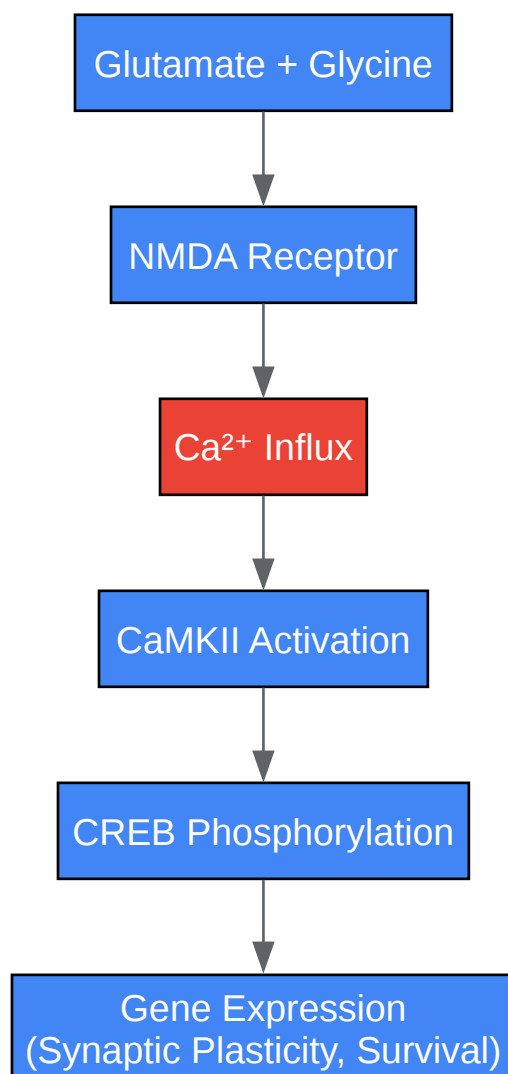 Glutamate + Glycine
NMDA Receptor
Ca²⁺ Influx
CaMKII Activation
CREB Phosphorylation
Gene Expression
(Synaptic Plasticity, Survival)